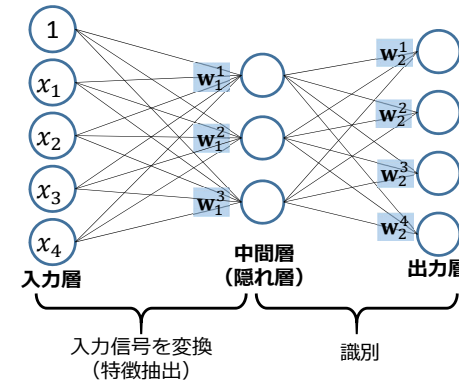 1
x₁
x₂
x₃
x₄
入力層
w₁¹
w₁²
w₁³
中間層
（隠れ層）
w₂¹
w₂²
w₂³
w₂⁴
出力層
入力信号を変換
（特徴抽出）
識別